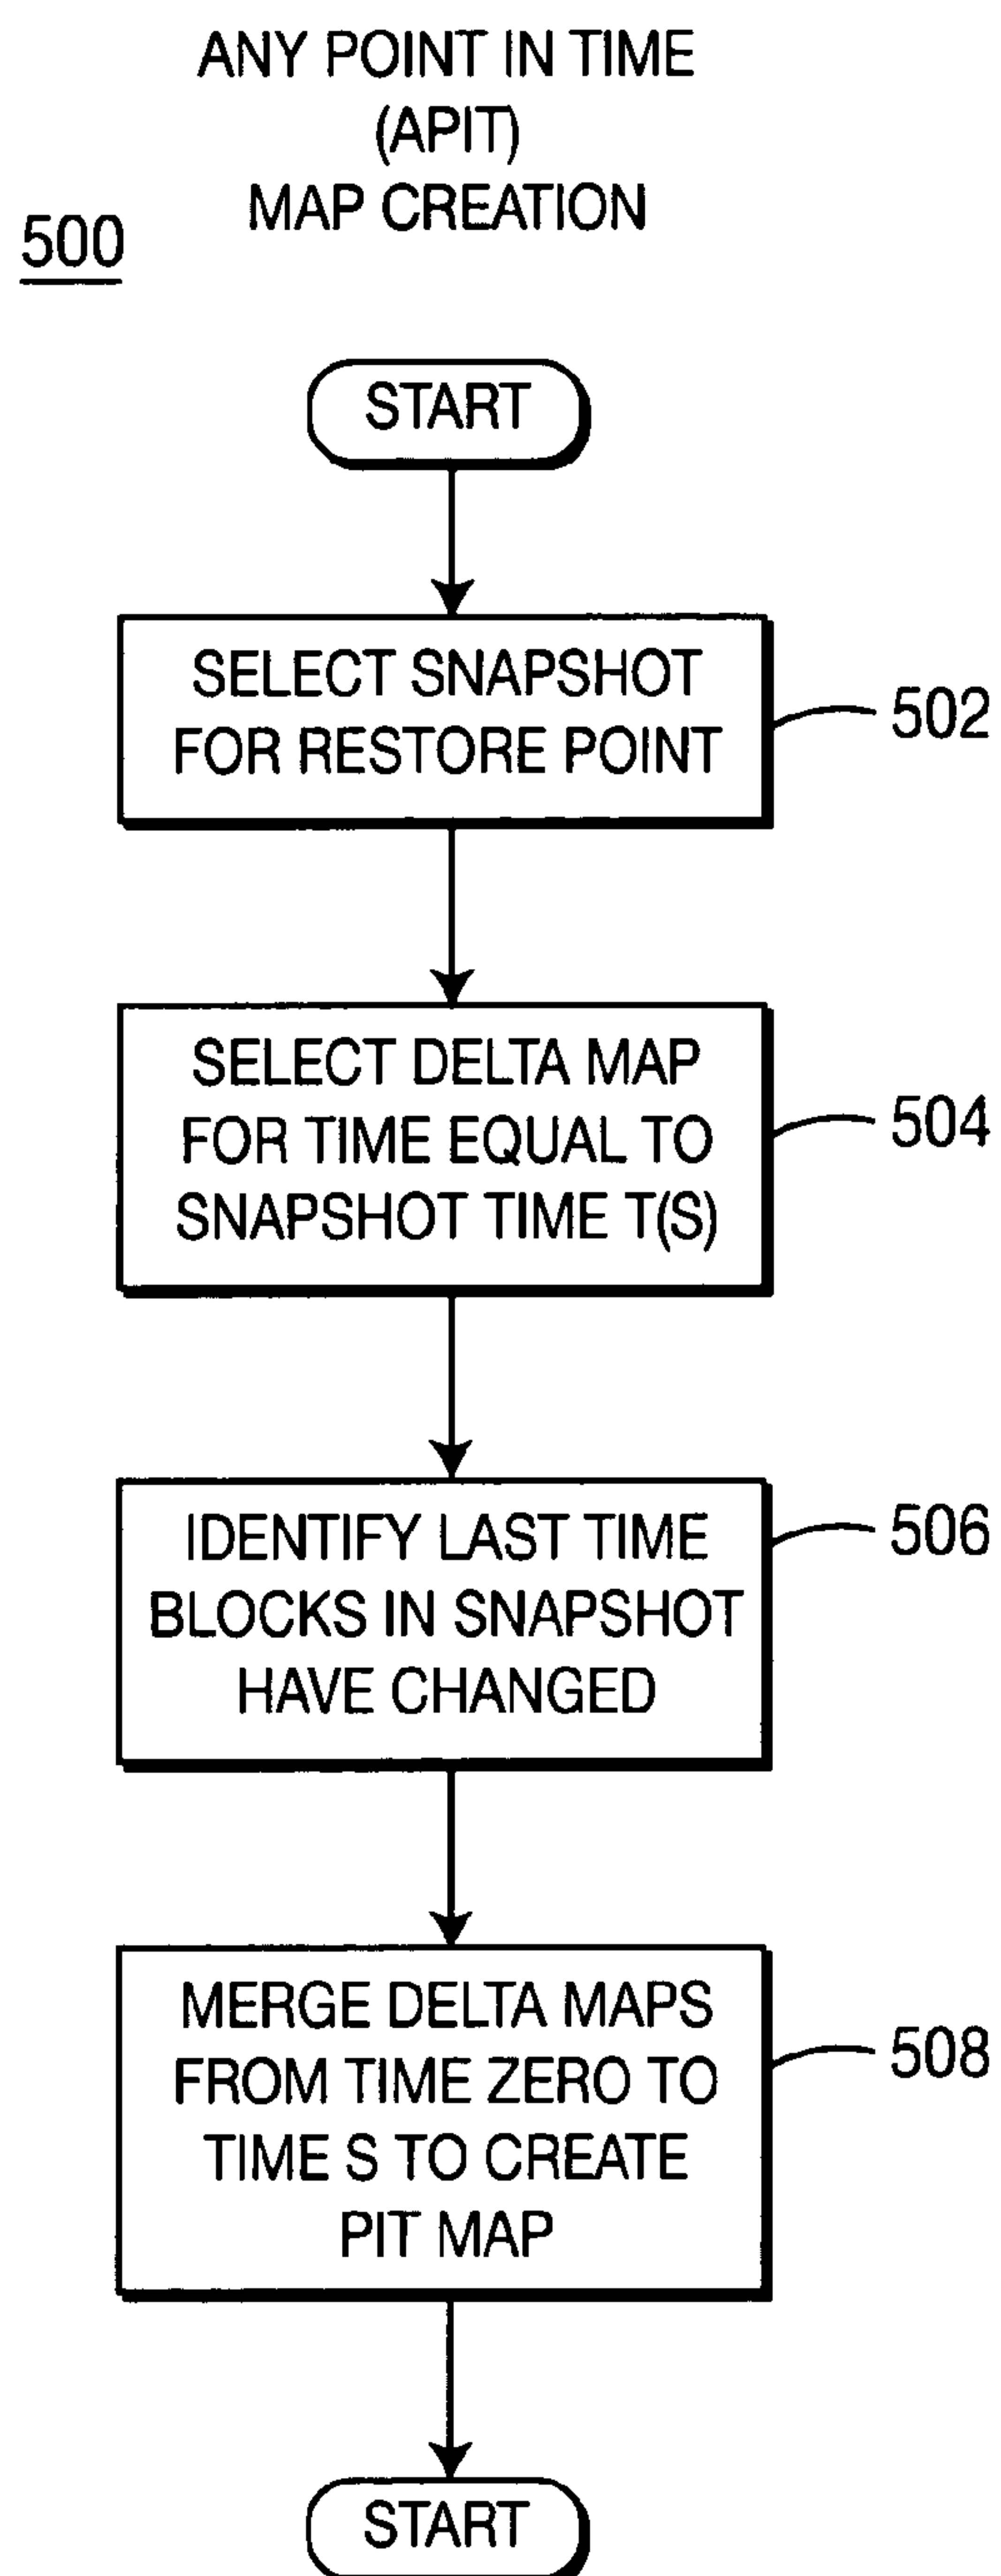 ANY POINT IN TIME
(APIT)
MAP CREATION
500
START
SELECT SNAPSHOT
FOR RESTORE POINT
502
SELECT DELTA MAP
FOR TIME EQUAL TO
SNAPSHOT TIME T(S)
504
IDENTIFY LAST TIME
BLOCKS IN SNAPSHOT
HAVE CHANGED
506
MERGE DELTA MAPS
FROM TIME ZERO TO
TIME S TO CREATE
PIT MAP
508
START